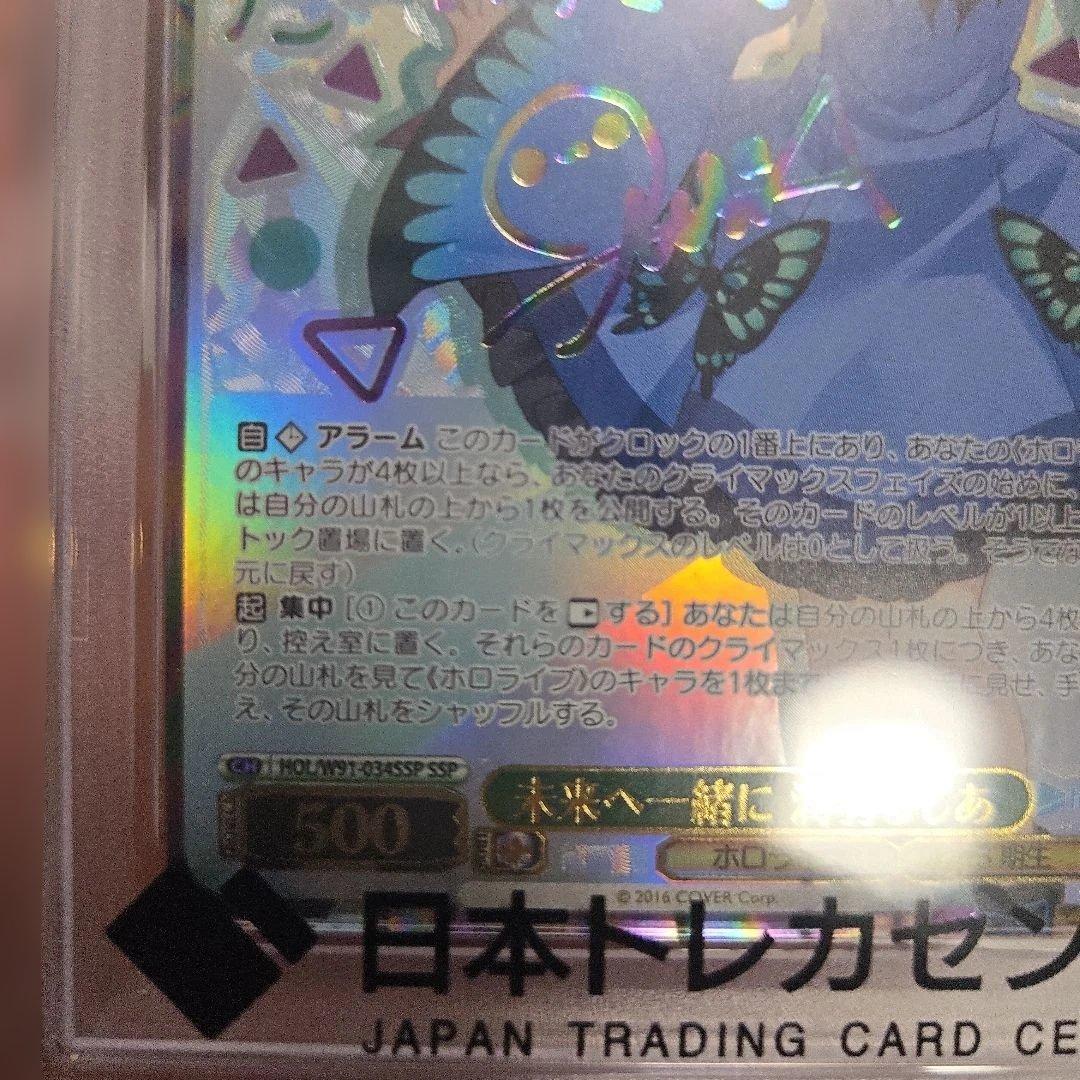 自 アラーム このカードがクロックの1番上にあり、あなたの《ホロ
のキャラが4枚以上なら、あなたのクライマックスフェイズの始めに、
は自分の山札の上から1枚を公開する。そのカードのレベルが1以上
トック置場に置く。(クライマックスのレベルは0として扱う。そうでな
元に戻す)
起 集中 [① このカードを する] あなたは自分の山札の上から4枚
り、控え室に置く。それらのカードのクライマックス1枚につき、あな
分の山札を見て《ホロライブ》のキャラを1枚ま に見せ、手
え、その山札をシャッフルする。
CH HOL/W91-034SSP SSP
未来へ一緒に
500
ホロ 期生
© 2016 COVER Corp.
日本トレカセン
JAPAN TRADING CARD CE